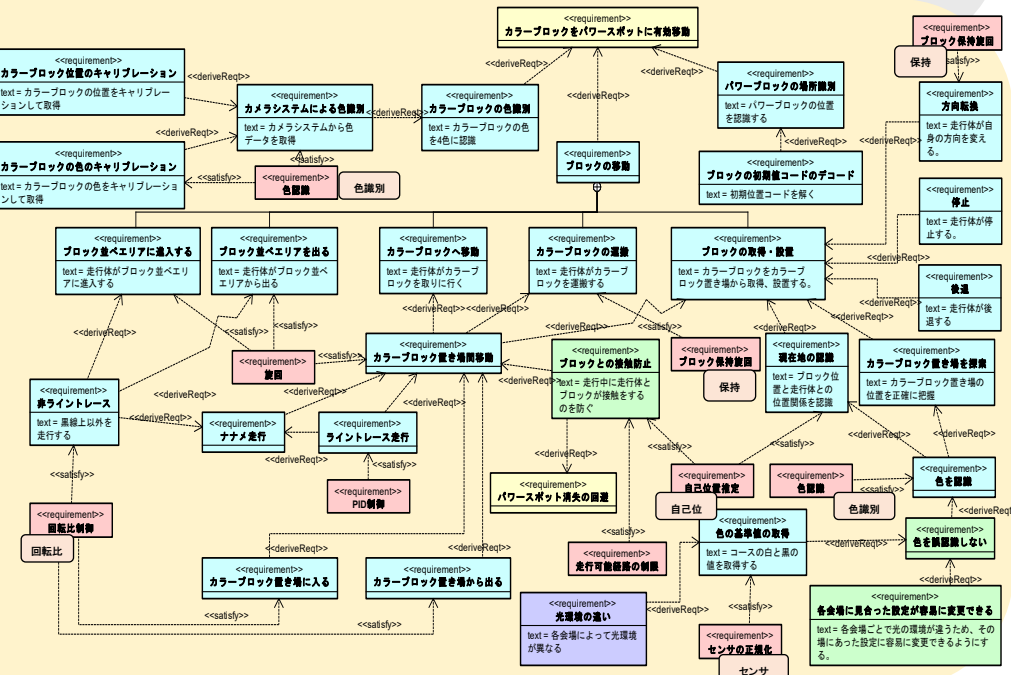 <<requirement>>
カラーブロックをパワースポットに有効移動
<<requirement>>
ブロック保持旋回
保持
<<satisfy>>
<<requirement>>
カラーブロック位置のキャリブレーション
text = カラーブロックの位置をキャリブレー
ションして取得
<<deriveReqt>>
<<requirement>>
カメラシステムによる色識別
text = カメラシステムから色
データを取得
<<deriveReqt>>
<<requirement>>
カラーブロックの色識別
text = カラーブロックの色
を4色に認識
<<deriveReqt>>
<<deriveReqt>>
<<requirement>>
パワーブロックの場所識別
text = パワーブロックの位置
を認識する
<<requirement>>
方向転換
text = 走行体が自
身の方向を変え
る。
<<deriveReqt>>
<<requirement>>
カラーブロックの色のキャリブレーション
text = カラーブロックの色をキャリブレーショ
ンして取得
<<deriveReqt>>
<<satisfy>>
<<satisfy>>
<<requirement>>
色認識
色識別
<<requirement>>
ブロックの移動
<<deriveReqt>>
<<requirement>>
ブロックの初期値コードのデコード
text = 初期位置コードを解く
<<deriveReqt>>
<<requirement>>
停止
text = 走行体が停
止する。
<<requirement>>
ブロック並べエリアに進入する
text = 走行体がブロック並べエリ
アに進入する
<<requirement>>
ブロック並べエリアを出る
text = 走行体がブロック並べ
エリアから出る
<<requirement>>
カラーブロックへ移動
text = 走行体がカラーブ
ロックを取りに行く
<<requirement>>
カラーブロックの運搬
text = 走行体がカラーブ
ロックを運搬する
<<requirement>>
ブロックの取得・設置
text = カラーブロックをカラーブ
ロック置き場から取得、設置する。
<<deriveReqt>>
<<requirement>>
後退
text = 走行体が後
退する
<<deriveReqt>>
<<deriveReqt>>
<<satisfy>>
<<satisfy>>
<<deriveReqt>>
<<deriveReqt>>
<<deriveReqt>>
<<satisfy>>
<<deriveReqt>>
<<requirement>>
旋回
<<satisfy>>
<<requirement>>
カラーブロック置き場間移動
<<requirement>>
ブロックとの接触防止
text = 走行中に走行体と
ブロックが接触をする
のを防ぐ
<<deriveReqt>>
<<requirement>>
ブロック保持旋回
保持
<<requirement>>
現在地の認識
text = ブロック位
置と走行体との
位置関係を認識
<<requirement>>
カラーブロック置き場を探索
text = カラーブロック置き場の
位置を正確に把握
<<requirement>>
非ライントレース
text = 黒線上以外を
走行する
<<deriveReqt>>
<<deriveReqt>>
<<deriveReqt>>
<<deriveReqt>>
<<requirement>>
ナナメ走行
<<deriveReqt>>
<<requirement>>
ライントレース走行
<<satisfy>>
<<satisfy>>
<<requirement>>
PID制御
<<deriveReqt>>
<<requirement>>
パワースポット消失の回避
<<satisfy>>
<<satisfy>>
<<requirement>>
自己位置推定
自己位
<<satisfy>>
<<requirement>>
色認識
<<satisfy>>
色識別
<<deriveReqt>>
<<deriveReqt>>
<<requirement>>
色を認識
<<deriveReqt>>
<<requirement>>
回転比制御
回転比
<<deriveReqt>>
<<requirement>>
カラーブロック置き場に入る
<<satisfy>>
<<deriveReqt>>
<<requirement>>
カラーブロック置き場から出る
<<satisfy>>
<<requirement>>
走行可能経路の制限
<<requirement>>
色の基準値の取得
text = コースの白と黒の
値を取得する
<<deriveReqt>>
<<requirement>>
色を誤認識しない
<<deriveReqt>>
<<requirement>>
光環境の違い
text = 各会場によって光環境
が異なる
<<deriveReqt>>
<<satisfy>>
<<requirement>>
センサの正規化
センサ
<<requirement>>
各会場に見合った設定が容易に変更できる
text = 各会場ごとで光の環境が違うため、その
場にあった設定に容易に変更できるようにす
る。